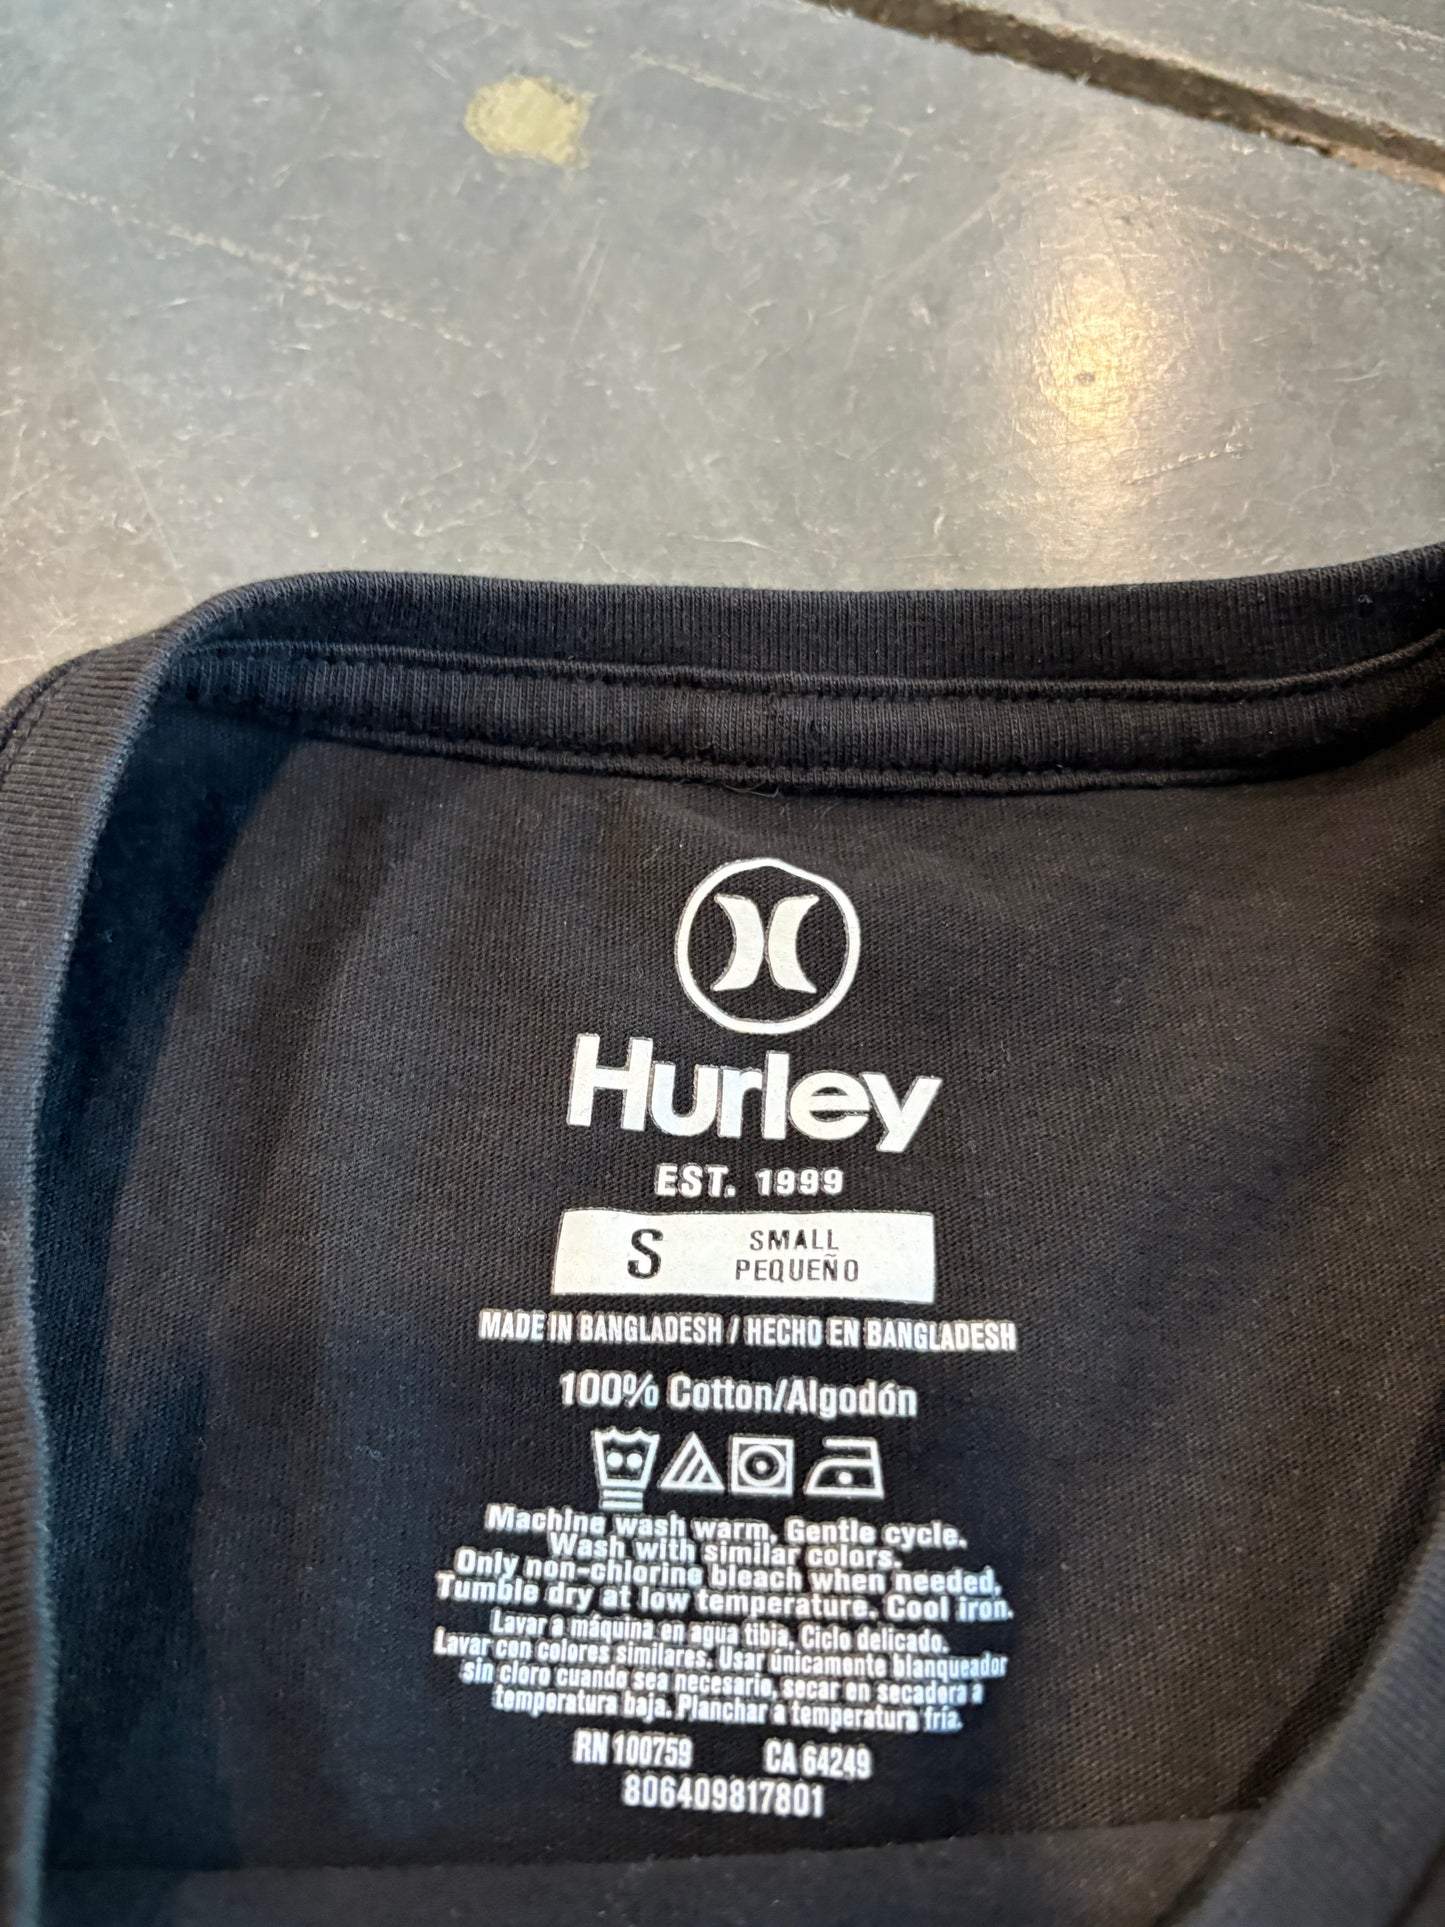 Hurley
EST. 1999
S SMALL
PEQUEÑO
MADE IN BANGLADESH / HECHO EN BANGLADESH
100% Cotton/Algodón
Machine wash warm, Gentle cycle.
Wash with similar colors.
Only non-chlorine bleach when needed,
Tumble dry at low temperature. Cool iron.
Lavar a máquina en agua tibia, Ciclo delicado.
Lavar con colores similares. Usar únicamente blanqueador
sin cloro cuando sea necesario, secar en secadora a
temperatura baja. Planchar a temperatura fría.
RN 100759 CA 64249
806409817801